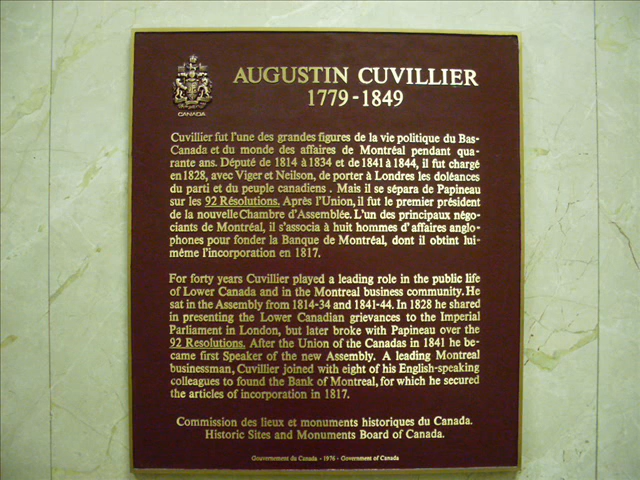 CANADA
AUGUSTIN CUVILLIER
1779-1849
Cuvillier fut l'une des grandes figures de la vie politique du Bas-
Canada et du monde des affaires de Montréal pendant qua-
rante ans. Député de 1814 à 1834 et de 1841 à 1844, il fut chargé
en 1828, avec Viger et Neilson, de porter à Londres les doléances
du parti et du peuple canadiens. Mais il se sépara de Papineau
sur les 92 Résolutions. Après l'Union, il fut le premier président
de la nouvelle Chambre d'Assemblée. L'un des principaux négo-
ciants de Montréal, il s'associa à huit hommes d'affaires anglo-
phones pour fonder la Banque de Montréal, dont il obtint lui-
même l'incorporation en 1817.
For forty years Cuvillier played a leading role in the public life
of Lower Canada and in the Montreal business community. He
sat in the Assembly from 1814-34 and 1841-44. In 1828 he shared
in presenting the Lower Canadian grievances to the Imperial
Parliament in London, but later broke with Papineau over the
92 Resolutions. After the Union of the Canadas in 1841 he be-
came first Speaker of the new Assembly. A leading Montreal
businessman, Cuvillier joined with eight of his English-speaking
colleagues to found the Bank of Montreal, for which he secured
the articles of incorporation in 1817.
Commission des lieux et monuments historiques du Canada.
Historic Sites and Monuments Board of Canada.
Gouvernement du Canada - 1976 - Government of Canada